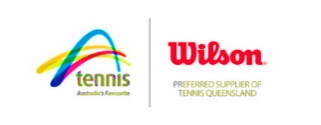 tennis
Australia's Favourite
Wilson.
PREFERRED SUPPLIER OF
TENNIS QUEENSLAND